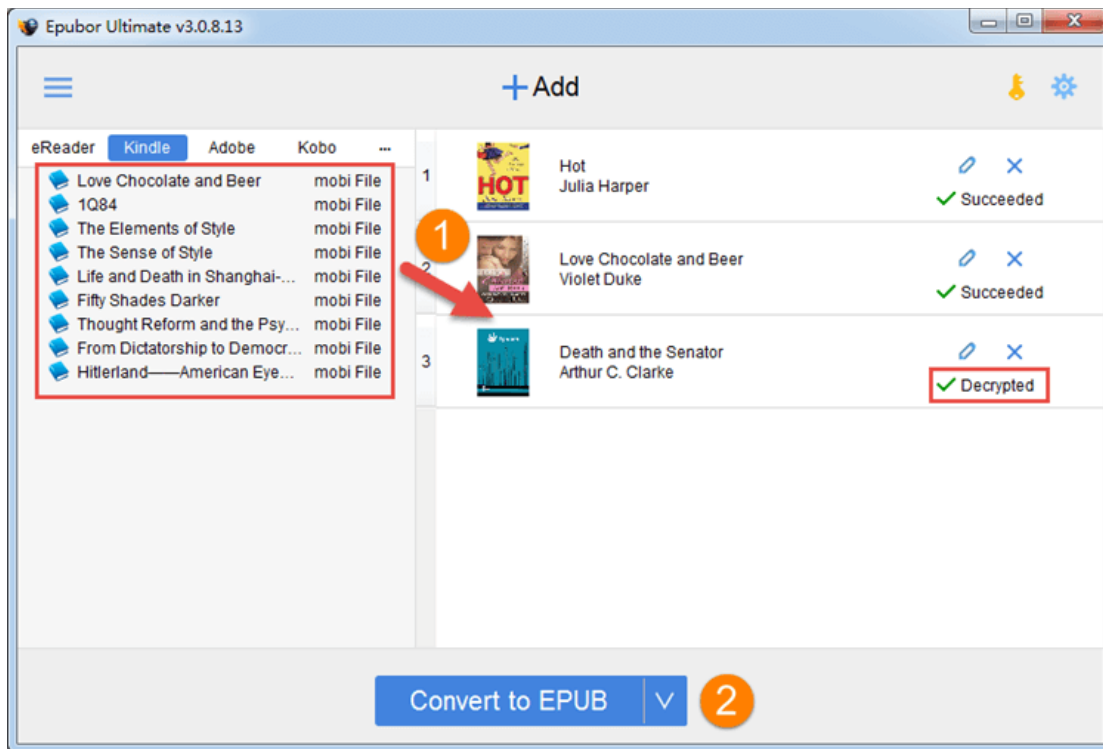 Epubor Ultimate v3.0.8.13
+Add
eReader Kindle Adobe Kobo ...
Love Chocolate and Beer mobi File
1Q84 mobi File
The Elements of Style mobi File
The Sense of Style mobi File
Life and Death in Shanghai-... mobi File
Fifty Shades Darker mobi File
Thought Reform and the Psy... mobi File
From Dictatorship to Democr... mobi File
Hitlerland——American Eye... mobi File
1
1
HOT
Hot
Julia Harper
Succeeded
2
Love Chocolate and Beer
Violet Duke
Succeeded
3
Death and the Senator
Arthur C. Clarke
Decrypted
Convert to EPUB
2